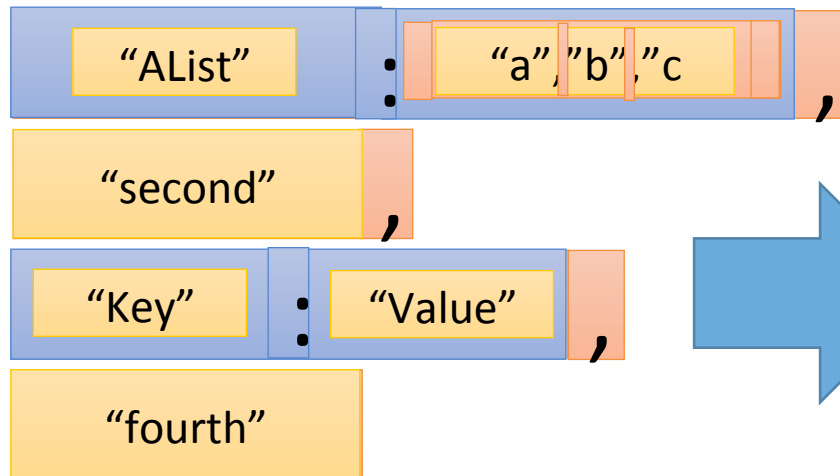 “AList” : “a”,”b”,”c ,
“second” ,
“Key” : “Value” ,
“fourth”